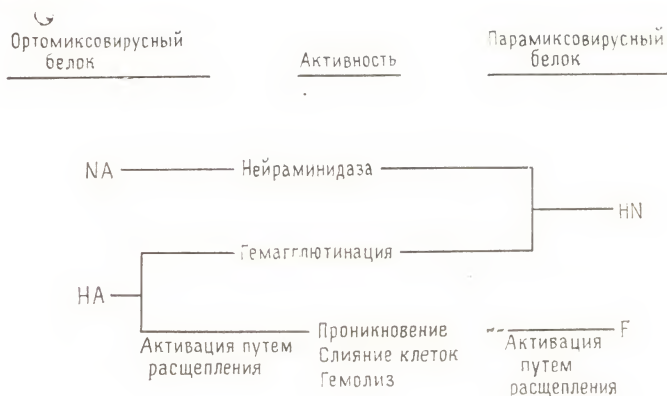 Ортомиксовирусный
белок
Активность
Парамиксовирусный
белок
NA
Нейраминидаза
HN
Гемагглютинация
HA
Активация путем
расщепления
Проникновение
Слияние клеток
Гемолиз
F
Активация
путем
расщепления